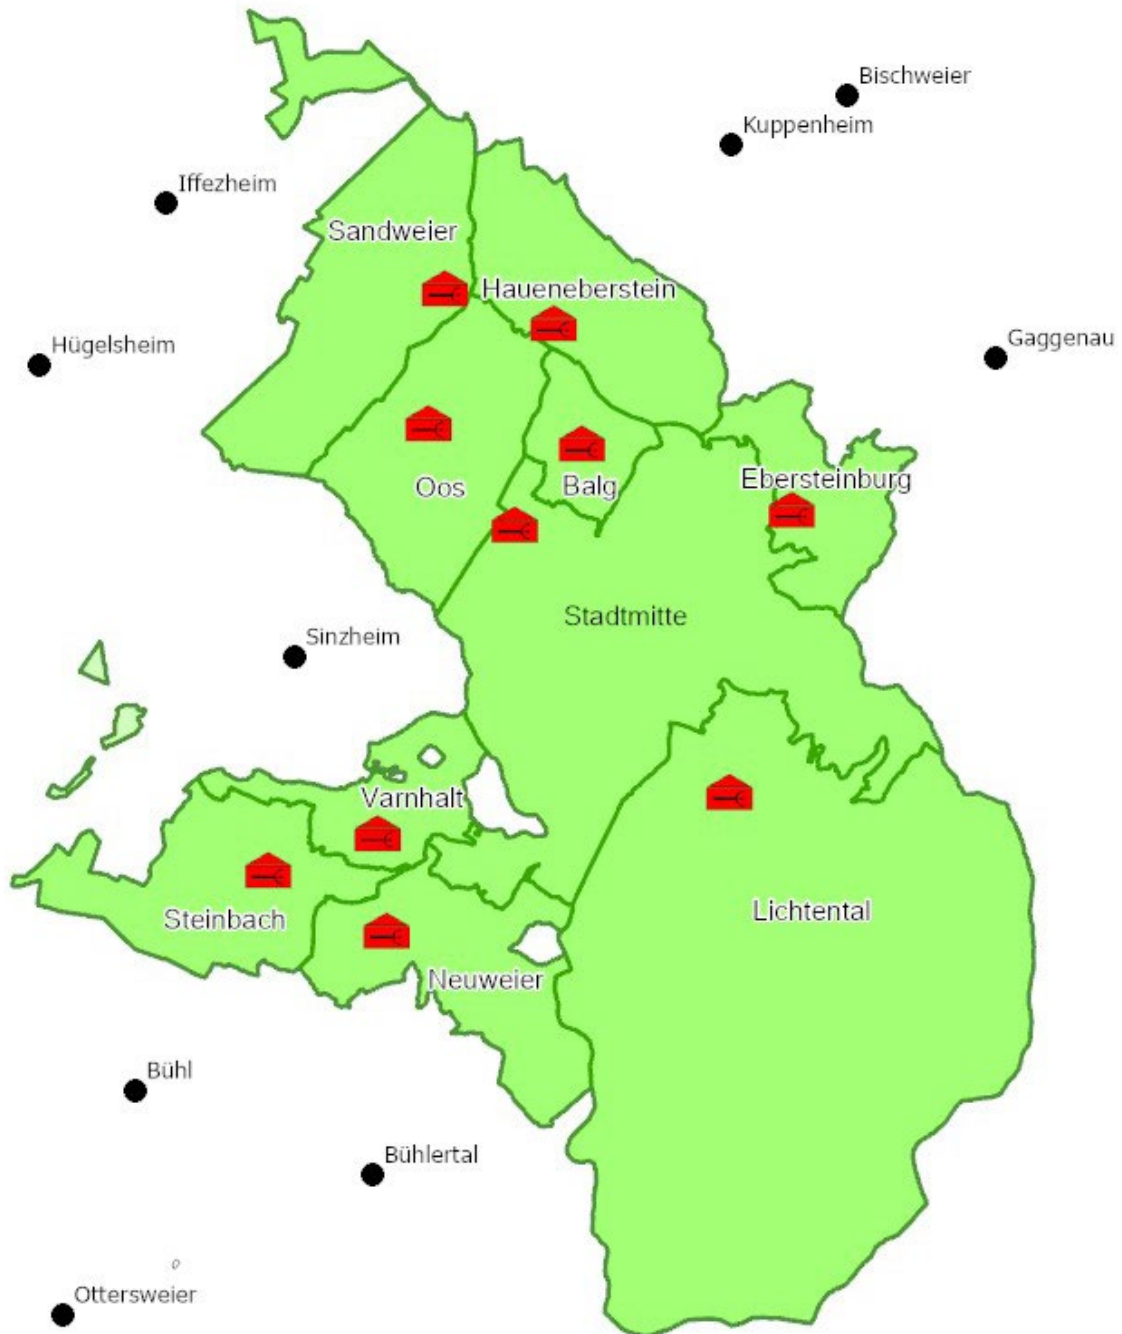 Bischweier
Kuppenheim
Iffezheim
Sandweier
Haueneberstein
Hügelsheim
Gaggenau
Oos
Balg
Ebersteinburg
Stadtmitte
Sinzheim
Varnhalt
Steinbach
Lichtental
Neuweier
Bühl
Bühlertal
Ottersweier